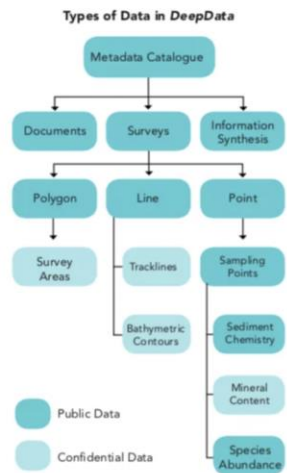 Types of Data in DeepData
Metadata Catalogue
Documents
Surveys
Information
Synthesis
Polygon
Line
Point
Survey
Areas
Tracklines
Sampling
Points
Bathymetric
Contours
Sediment
Chemistry
Mineral
Content
Species
Abundance
Public Data
Confidential Data